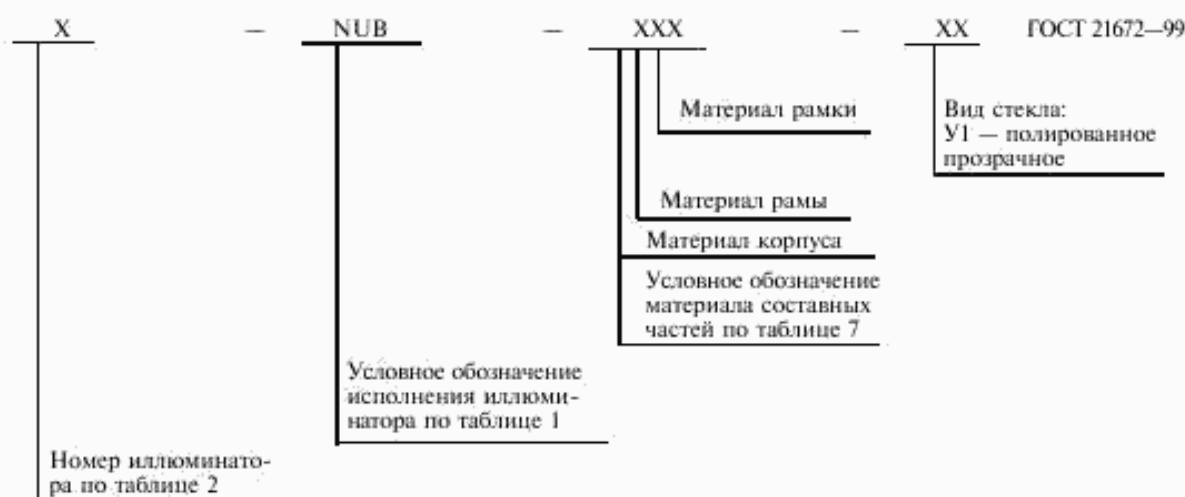 X — NUB — XXX — XX ГОСТ 21672—99
Материал рамки
Вид стекла:
У1 — полированное
прозрачное
Материал рамы
Материал корпуса
Условное обозначение
материала составных
частей по таблице 7
Условное обозначение
исполнения иллюми-
натора по таблице 1
Номер иллюминато-
ра по таблице 2